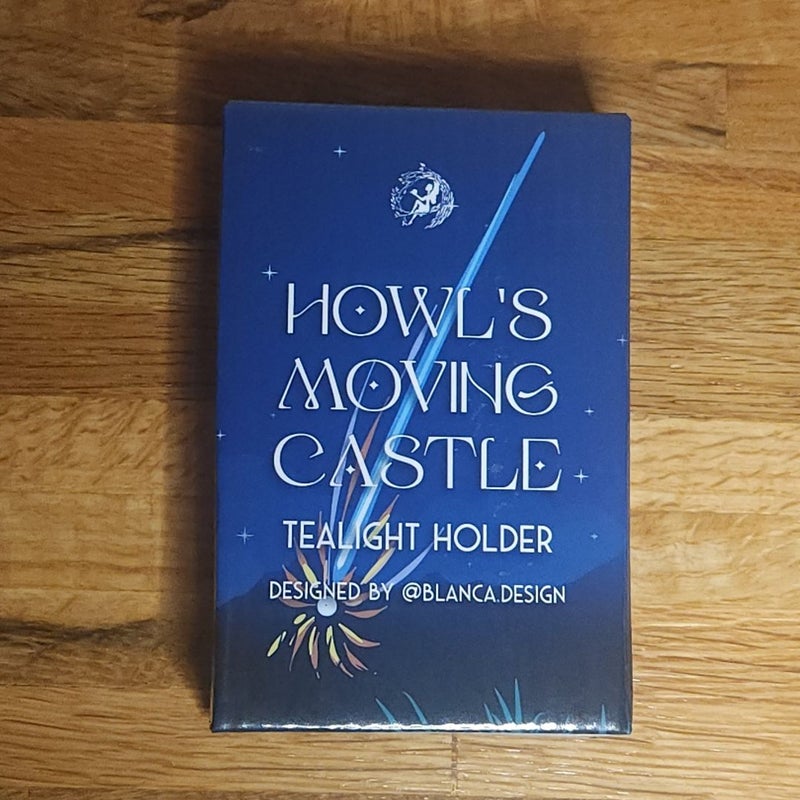 HOWL'S
MOVING
CASTLE
TEALIGHT HOLDER
DESIGNED BY @BLANCA.DESIGN